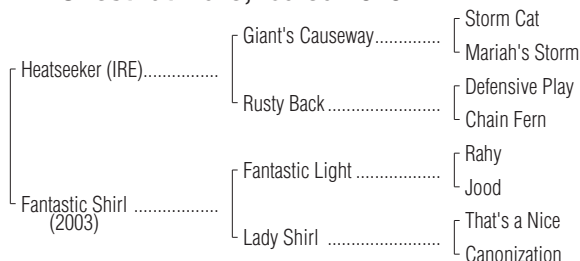 Storm Cat
Giant's Causeway
Mariah's Storm
Heatseeker (IRE)
Defensive Play
Rusty Back
Chain Fern
Rahy
Fantastic Light
Jood
Fantastic Shirl
(2003)
That's a Nice
Lady Shirl
Canonization